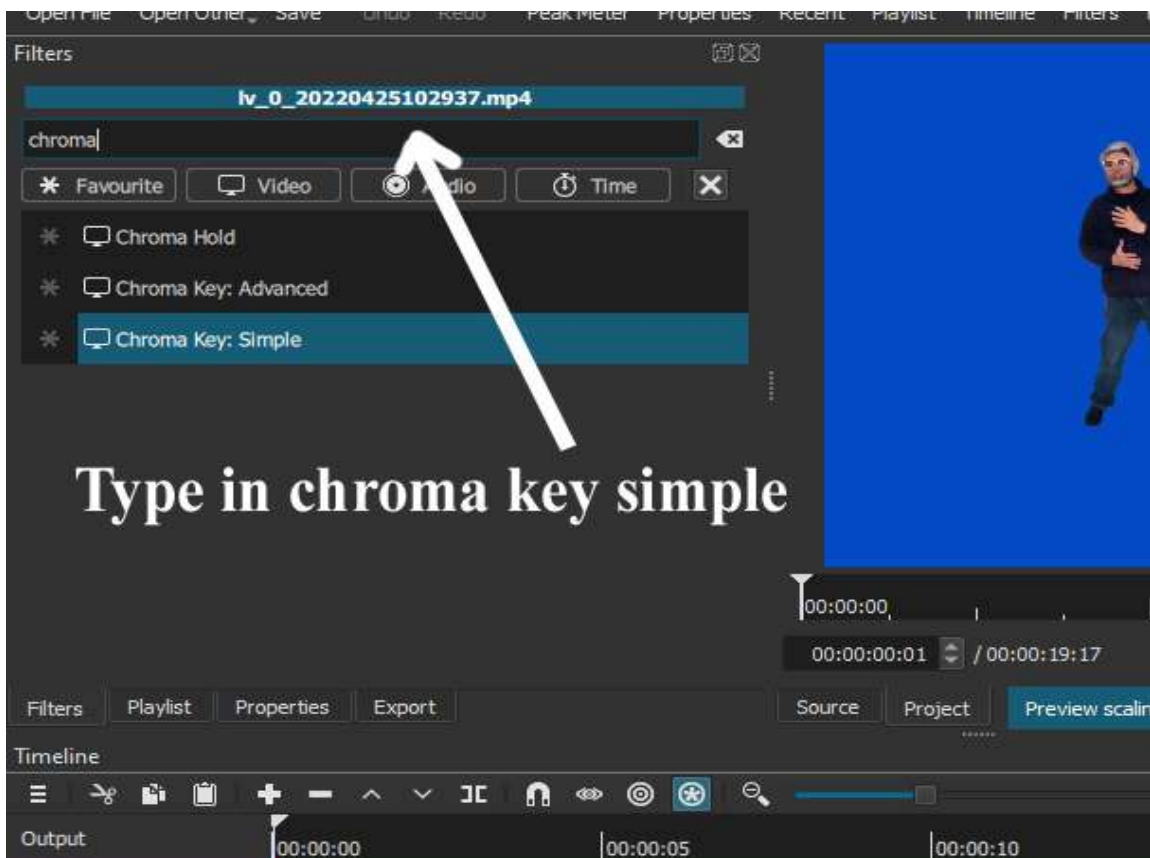 Open File Open Other Save Undo Redo Peak Meter Properties Recent Playlist Timeline Filters
Filters
lv_0_20220425102937.mp4
chroma
Favourite Video Audio Time
Chroma Hold
Chroma Key: Advanced
Chroma Key: Simple
Type in chroma key simple
00:00:00
00:00:00:01 / 00:00:19:17
Filters Playlist Properties Export
Source Project Preview scalin
Timeline
Output 00:00:00 00:00:05 00:00:10